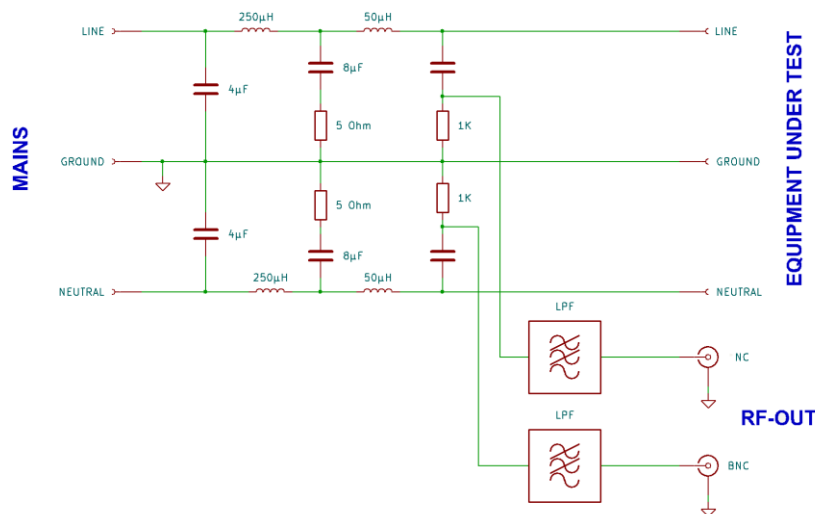 250µH
50µH
LINE
LINE
8µF
4µF
5 Ohm
1K
MAINS
GROUND
GROUND
EQUIPMENT UNDER TEST
5 Ohm
1K
4µF
8µF
250µH
50µH
NEUTRAL
NEUTRAL
LPF
NC
RF-OUT
LPF
BNC